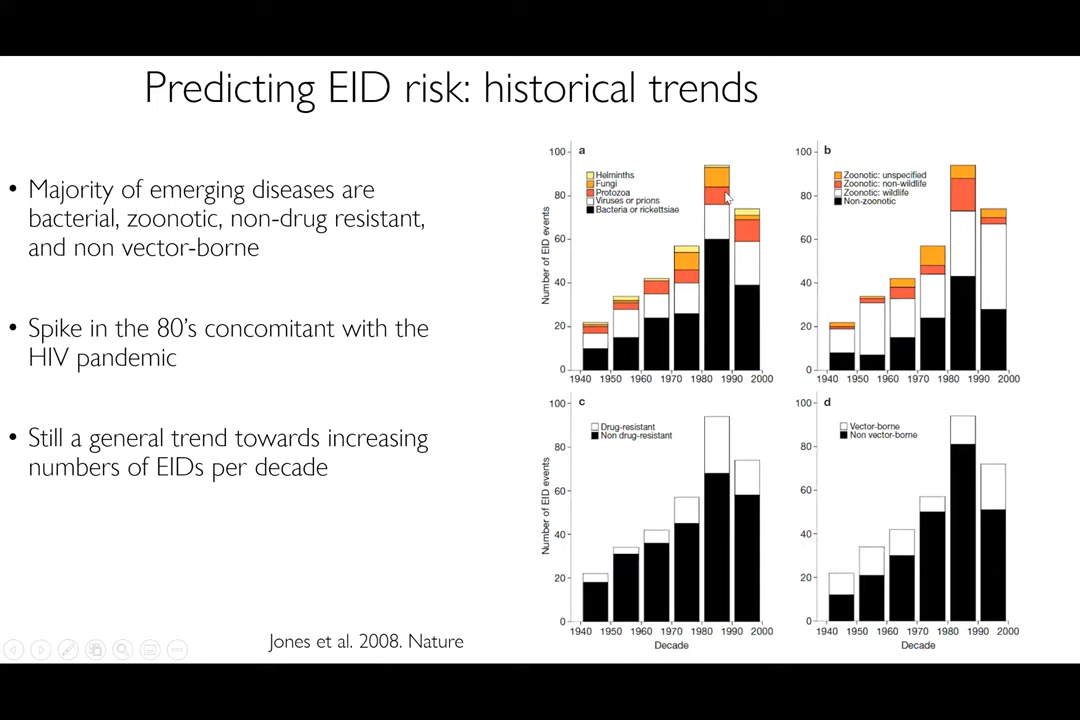 Predicting EID risk: historical trends
• Majority of emerging diseases are
bacterial, zoonotic, non-drug resistant,
and non vector-borne
• Spike in the 80's concomitant with the
HIV pandemic
• Still a general trend towards increasing
numbers of EIDs per decade
a
100
80
60
40
20
0
Number of EID events
Helminths
Fungi
Protozoa
Viruses or prions
Bacteria or rickettsiae
1940 1950 1960 1970 1980 1990 2000
b
100
80
60
40
20
0
Zoonotic: unspecified
Zoonotic: non-wildlife
Zoonotic: wildlife
Non-zoonotic
1940 1950 1960 1970 1980 1990 2000
c
100
80
60
40
20
0
Number of EID events
Drug-resistant
Non drug-resistant
1940 1950 1960 1970 1980 1990 2000
Decade
d
100
80
60
40
20
0
Vector-borne
Non vector-borne
1940 1950 1960 1970 1980 1990 2000
Decade
Jones et al. 2008. Nature